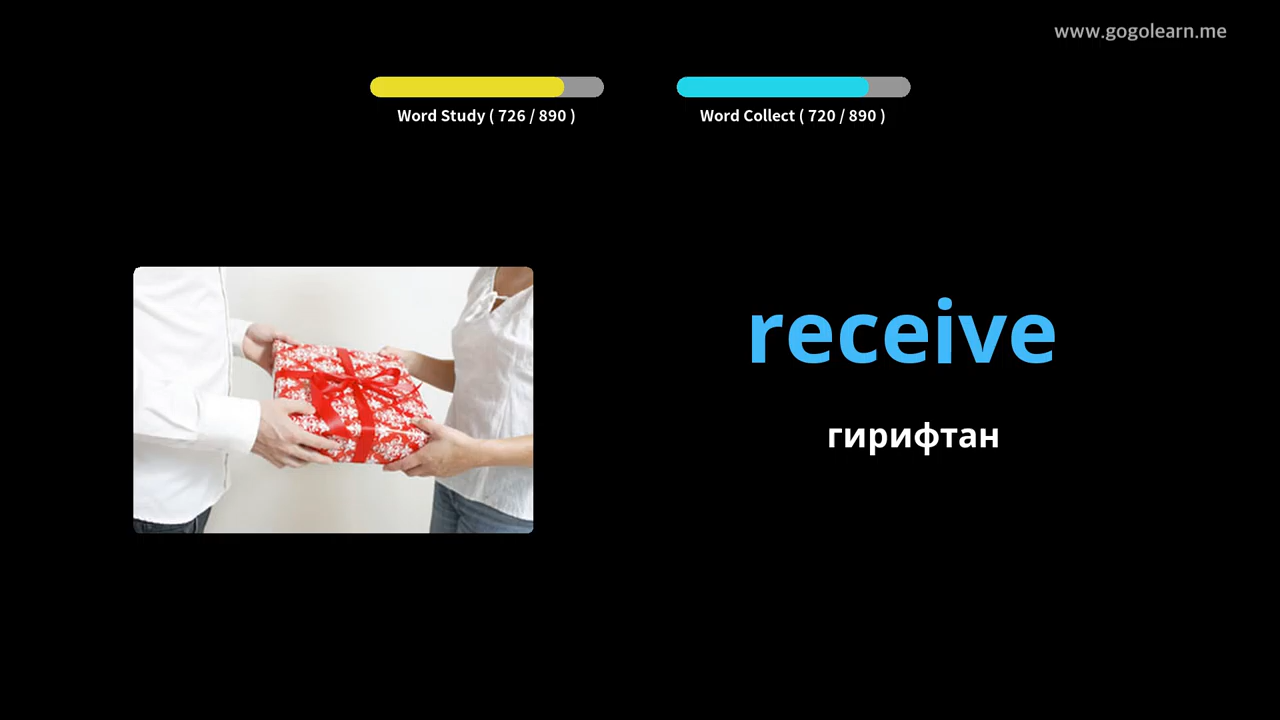 www.gogolearn.me
Word Study ( 726 / 890 )
Word Collect ( 720 / 890 )
receive
гирифтан